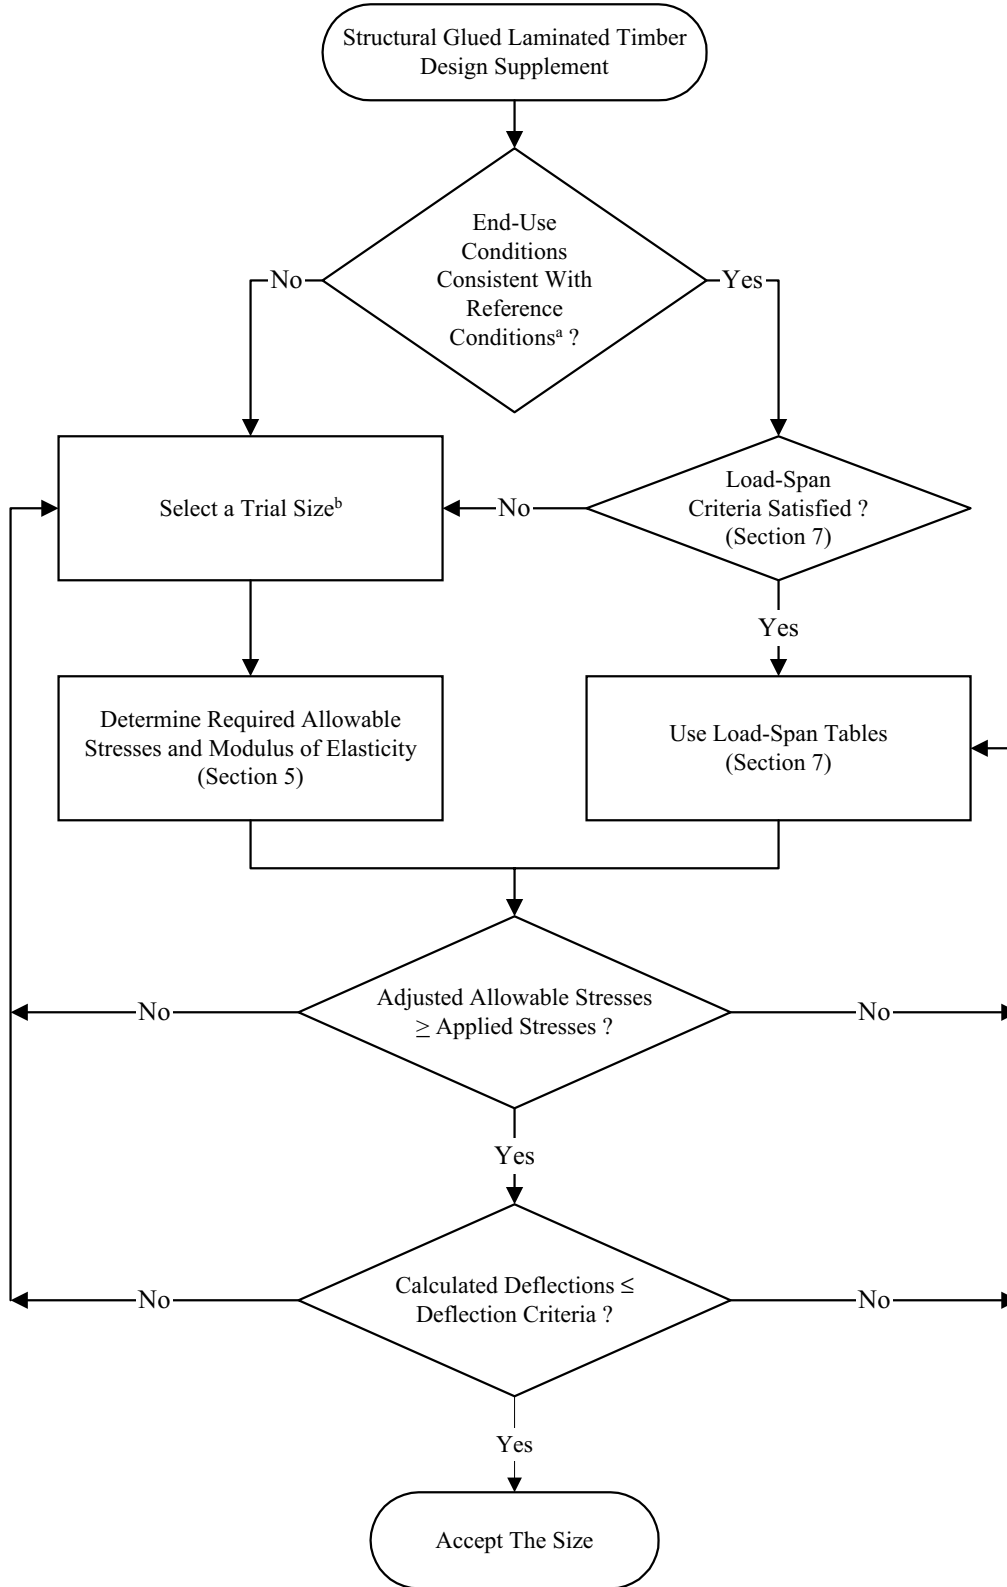 Structural Glued Laminated Timber
Design Supplement
End-Use
Conditions
Consistent With
Reference
Conditionsᵃ ?
No
Yes
Select a Trial Sizeᵇ
No
Load-Span
Criteria Satisfied ?
(Section 7)
Yes
Determine Required Allowable
Stresses and Modulus of Elasticity
(Section 5)
Use Load-Span Tables
(Section 7)
No
Adjusted Allowable Stresses
≥ Applied Stresses ?
No
Yes
No
Calculated Deflections ≤
Deflection Criteria ?
No
Yes
Accept The Size